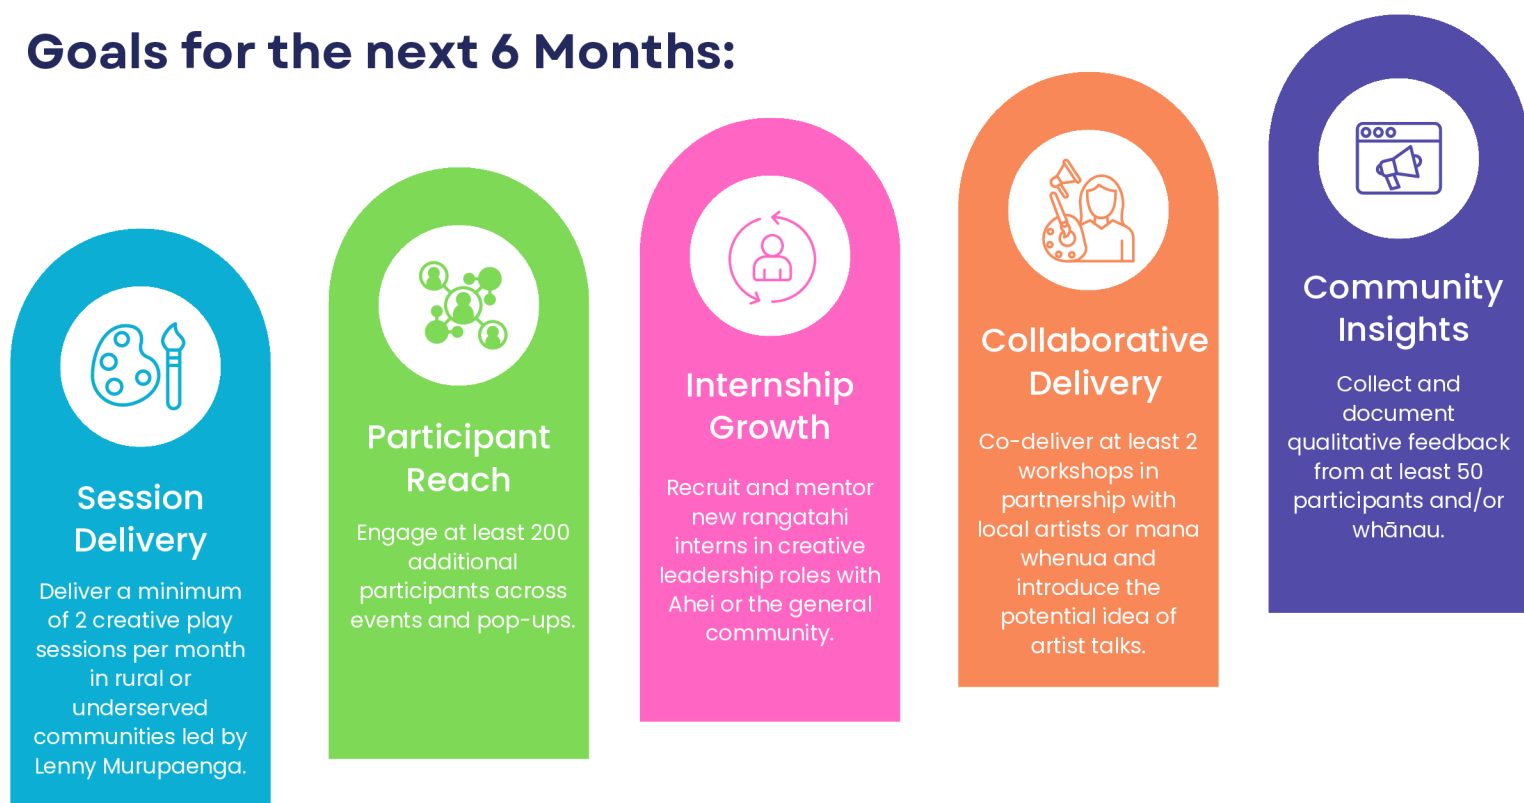 Goals for the next 6 Months:
Session
Delivery
Deliver a minimum
of 2 creative play
sessions per month
in rural or
underserved
communities led by
Lenny Murupaenga.
Participant
Reach
Engage at least 200
additional
participants across
events and pop-ups.
Internship
Growth
Recruit and mentor
new rangatahi
interns in creative
leadership roles with
Ahei or the general
community.
Collaborative
Delivery
Co-deliver at least 2
workshops in
partnership with
local artists or mana
whenua and
introduce the
potential idea of
artist talks.
Community
Insights
Collect and
document
qualitative feedback
from at least 50
participants and/or
whānau.